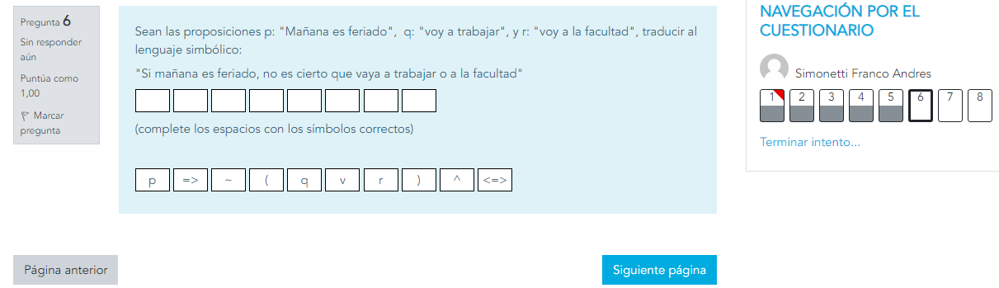 Pregunta 6
Sin responder
aún
Puntúa como
1,00
Marcar
pregunta
Sean las proposiciones p: "Mañana es feriado",  q: "voy a trabajar", y r: "voy a la facultad", traducir al
lenguaje simbólico:
"Si mañana es feriado, no es cierto que vaya a trabajar o a la facultad"
(complete los espacios con los símbolos correctos)
p => ~ ( q v r ) ^ <=>
Página anterior
Siguiente página
NAVEGACIÓN POR EL
CUESTIONARIO
Simonetti Franco Andres
1 2 3 4 5 6 7 8
Terminar intento...